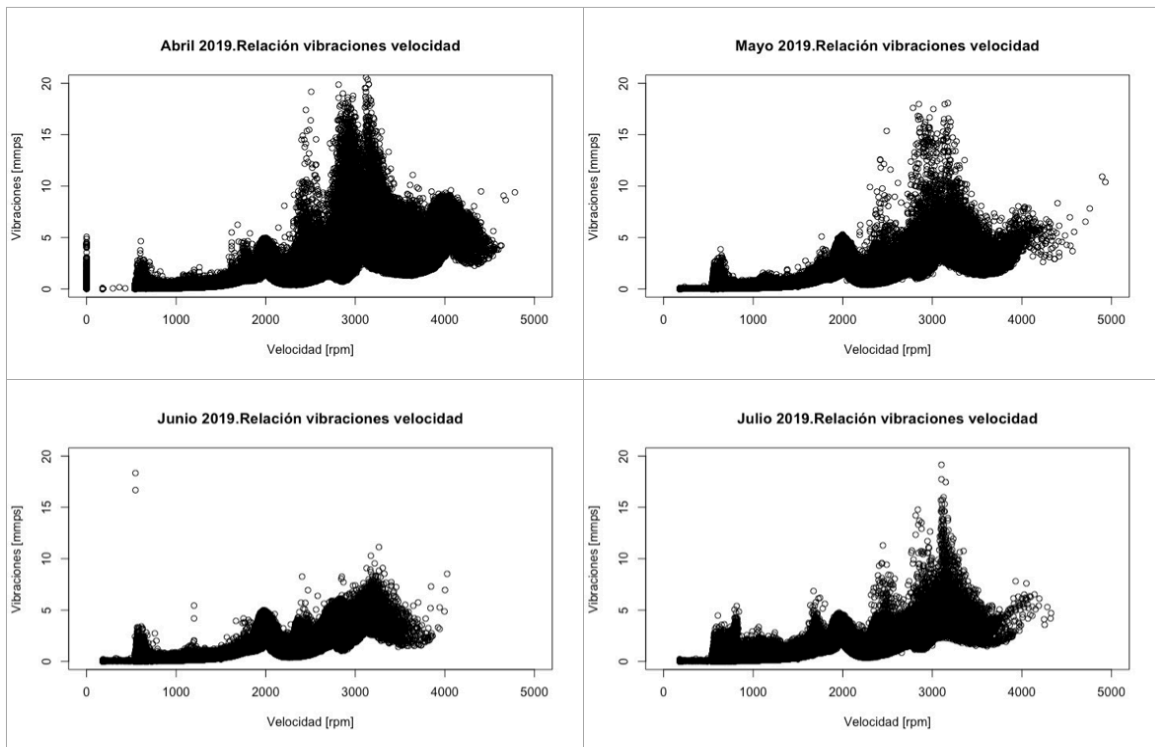 Abril 2019.Relación vibraciones velocidad
Vibraciones [mmps]
20
15
10
5
0
0 1000 2000 3000 4000 5000
Velocidad [rpm]
Mayo 2019.Relación vibraciones velocidad
Vibraciones [mmps]
20
15
10
5
0
0 1000 2000 3000 4000 5000
Velocidad [rpm]
Junio 2019.Relación vibraciones velocidad
Vibraciones [mmps]
20
15
10
5
0
0 1000 2000 3000 4000 5000
Velocidad [rpm]
Julio 2019.Relación vibraciones velocidad
Vibraciones [mmps]
20
15
10
5
0
0 1000 2000 3000 4000 5000
Velocidad [rpm]